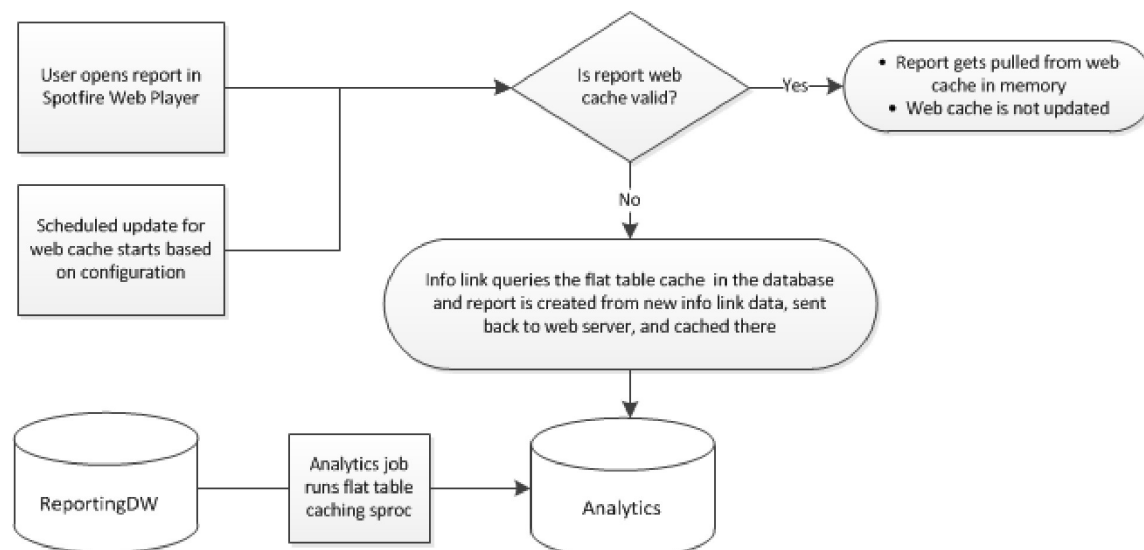 User opens report in
Spotfire Web Player
Is report web
cache valid?
Yes
• Report gets pulled from web
cache in memory
• Web cache is not updated
Scheduled update for
web cache starts based
on configuration
No
Info link queries the flat table cache in the database
and report is created from new info link data, sent
back to web server, and cached there
ReportingDW
Analytics job
runs flat table
caching sproc
Analytics